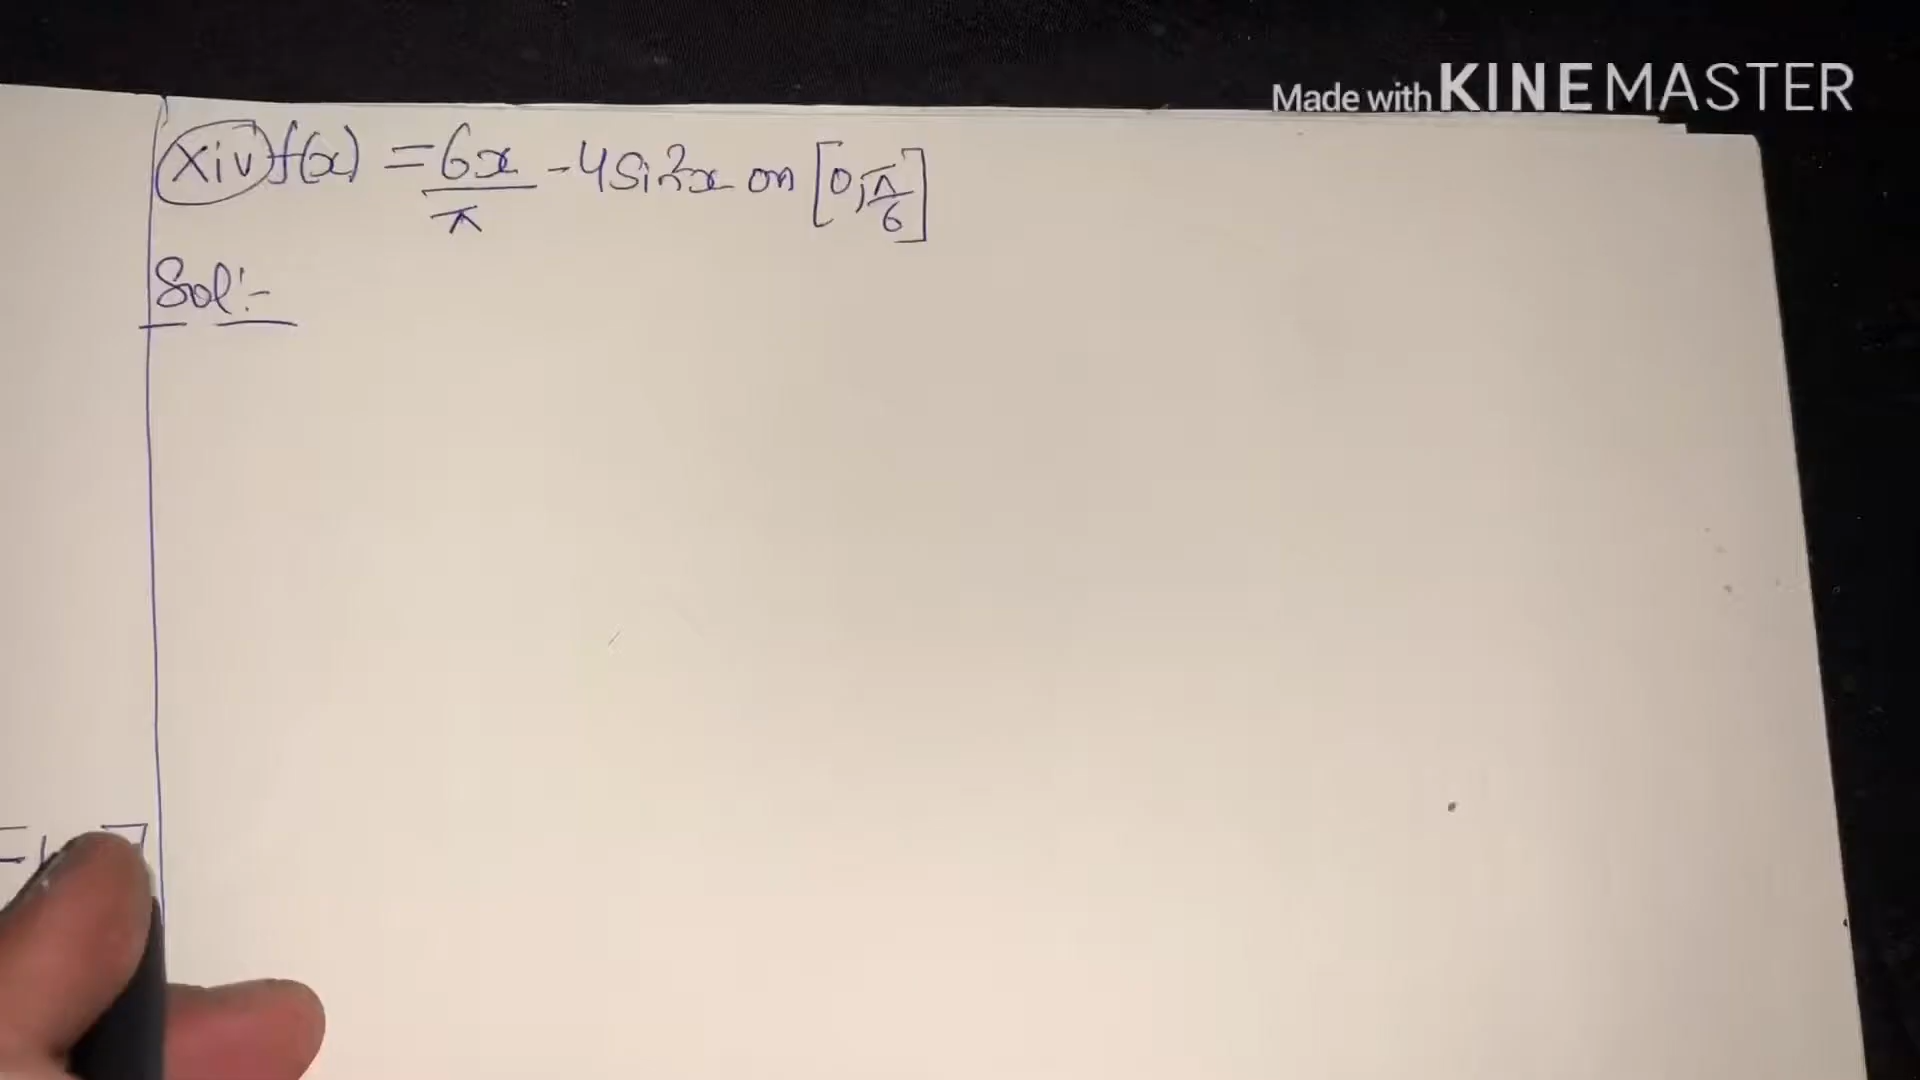 Made with KINEMASTER
xiv f(x) = 6x/π - 4Sin²x on [0, π/6]
Sol:-